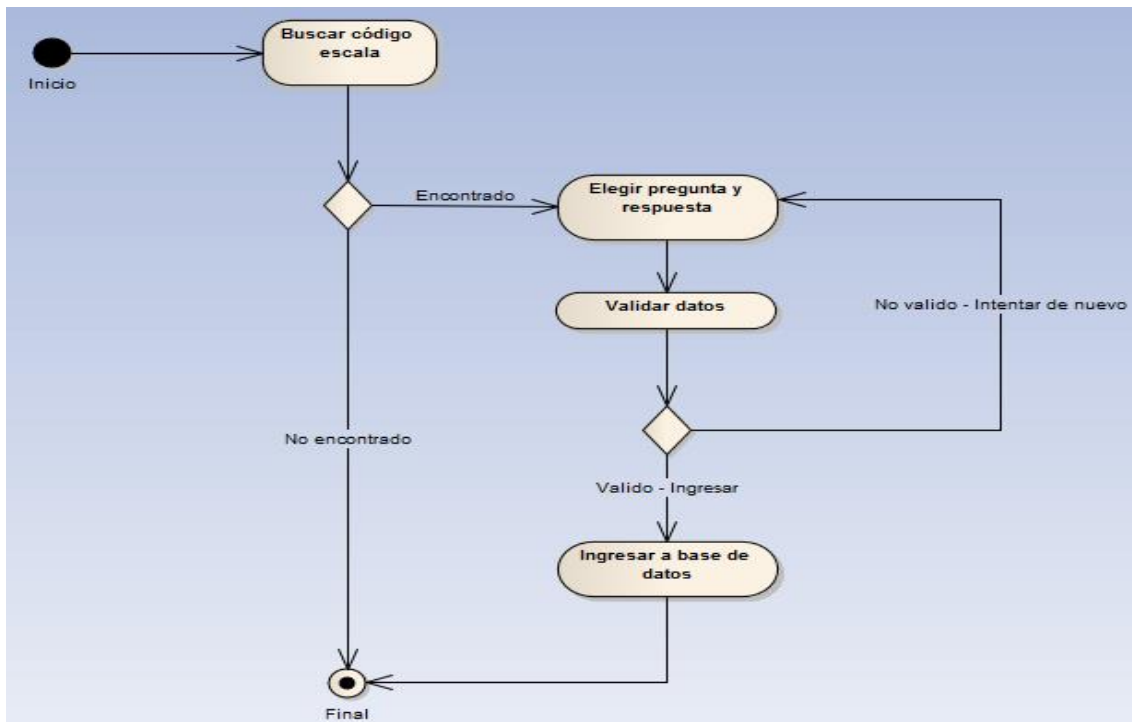 Buscar código
escala
Inicio
Encontrado
Elegir pregunta y
respuesta
Validar datos
No valido - Intentar de nuevo
No encontrado
Valido - Ingresar
Ingresar a base de
datos
Final